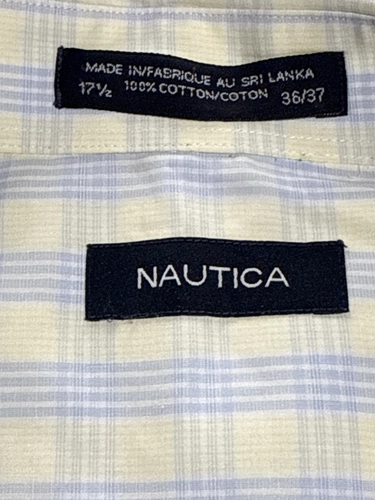 MADE IN/FABRIQUE AU SRI LANKA
17½ 100% COTTON/COTON 36/37
NAUTICA